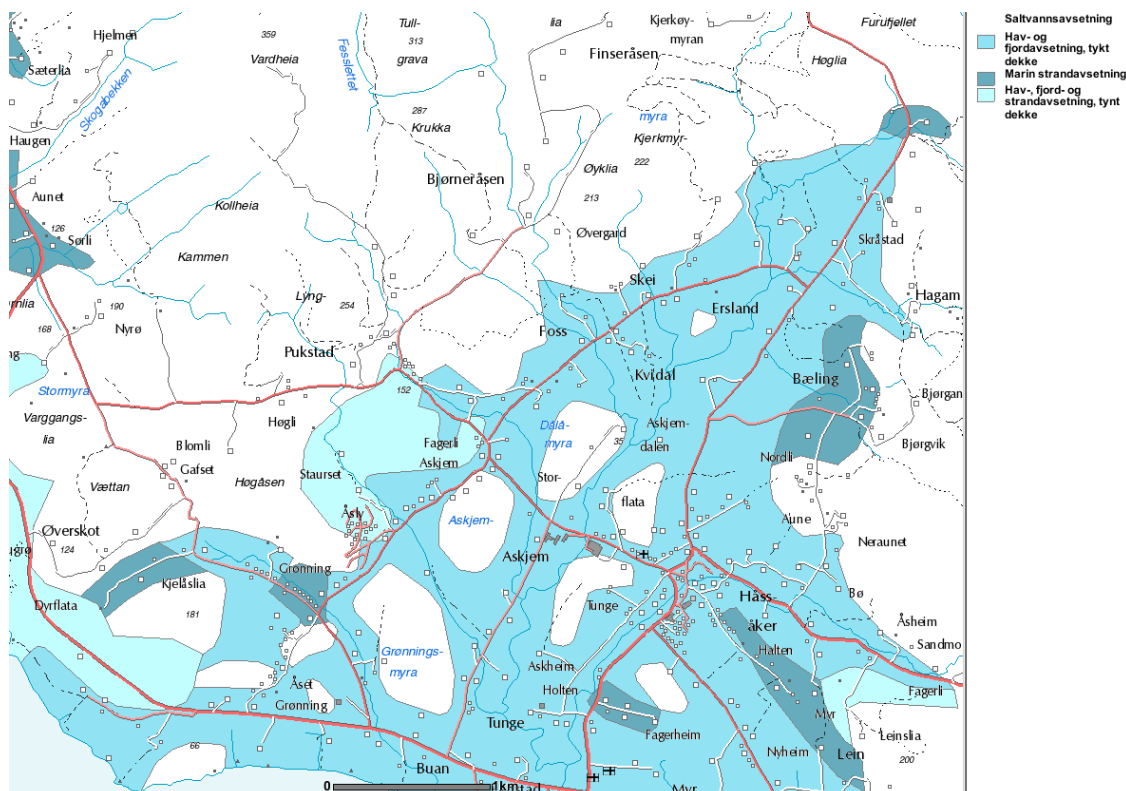 Hjelmen
359
Vardheia
Tull-
313
grava
lia
Kjerkøy-
myran
Finseråsen
Furufjellet
Høglia
Sæterlia
Skogabekken
Fesslettet
287
Krukka
myra
Kjerkmyr-
222
Haugen
Bjørneråsen
Øyklia
213
Aunet
Kollheia
126
Sørli
Øvergard
Skråstad
Kammen
Skei
Lyng-
254
190
Nyrø
168
Ersland
Hagam
Foss
Pukstad
Stormyra
152
Kvidal
Bæling
Bjørgan
Varggangs-
lia
Høgli
Dålå-
myra
35
Askjem-
dalen
Fagerli
Askjem
Bjørgvik
Blomli
Gafset
Staurset
Stor-
Nordli
Vættan
Høgåsen
flata
Åsly
Askjem-
Aune
Øverskot
124
Neraunet
Grønning
Askjem
Kjelåslia
181
Dyrflata
Tunge
Håss-
åker
Bø
Åsheim
Sandmo
Grønnings-
myra
Askheim
Halten
Holten
Fagerli
Åset
Grønning
Myr
Tunge
Fagerheim
Leinslia
66
Nyheim
Lein
200
Buan
0
1km
Myr
Saltvannsavsetning
Hav- og
fjordavsetning, tykt
dekke
Marin strandavsetning
Hav-, fjord- og
strandavsetning, tynt
dekke